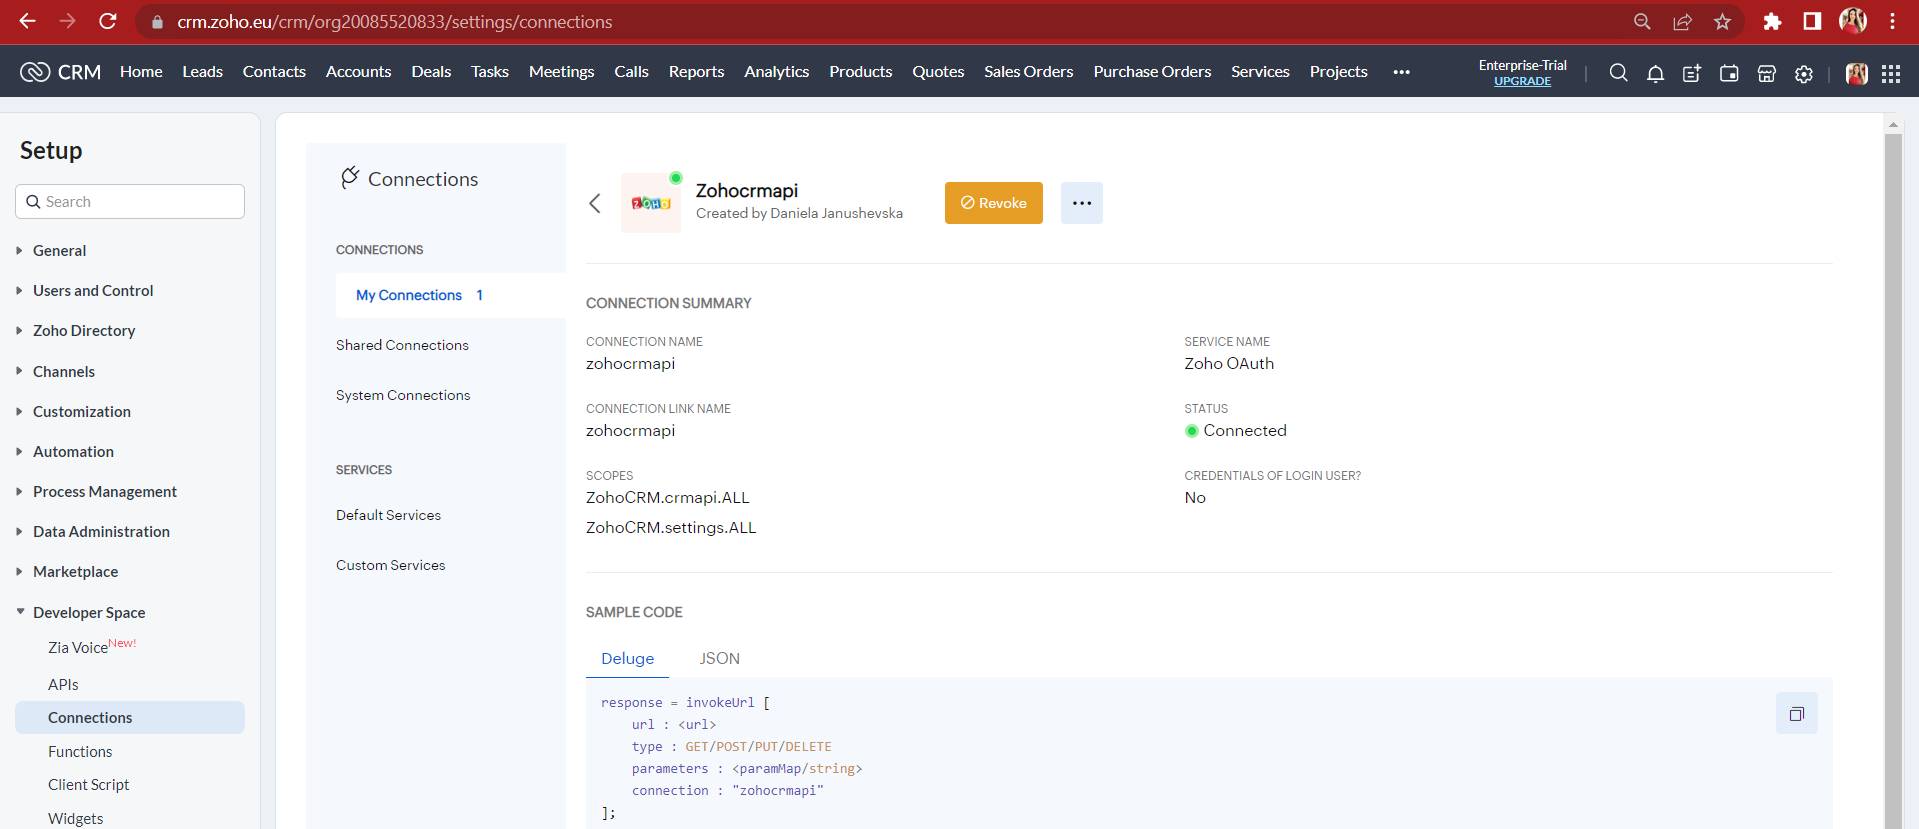 crm.zoho.eu/crm/org20085520833/settings/connections
CRM Home Leads Contacts Accounts Deals Tasks Meetings Calls Reports Analytics Products Quotes Sales Orders Purchase Orders Services Projects •••
Enterprise-Trial
UPGRADE
Setup
Search
General
Users and Control
Zoho Directory
Channels
Customization
Automation
Process Management
Data Administration
Marketplace
Developer Space
Zia Voice New!
APIs
Connections
Functions
Client Script
Widgets
Connections
CONNECTIONS
My Connections 1
Shared Connections
System Connections
SERVICES
Default Services
Custom Services
ZOHO
Zohocrmapi
Created by Daniela Janushevska
Revoke
•••
CONNECTION SUMMARY
CONNECTION NAME
zohocrmapi
SERVICE NAME
Zoho OAuth
CONNECTION LINK NAME
zohocrmapi
STATUS
Connected
SCOPES
ZohoCRM.crmapi.ALL
ZohoCRM.settings.ALL
CREDENTIALS OF LOGIN USER?
No
SAMPLE CODE
Deluge JSON
response = invokeUrl [
url : <url>
type : GET/POST/PUT/DELETE
parameters : <paramMap/string>
connection : "zohocrmapi"
];